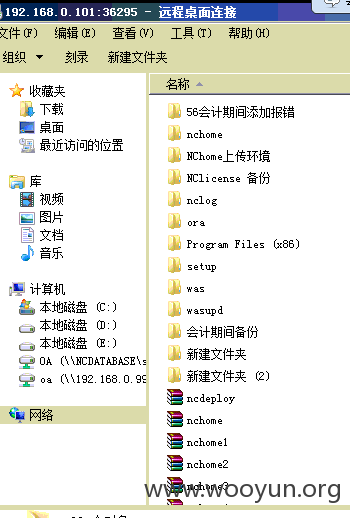 192.168.0.101:36295 - 远程桌面连接
文件(F) 编辑(E) 查看(V) 工具(T) 帮助(H)
组织 刻录 新建文件夹
名称
收藏夹
下载
桌面
最近访问的位置
库
视频
图片
文档
音乐
计算机
本地磁盘 (C:)
本地磁盘 (D:)
本地磁盘 (E:)
OA (\\NCDATABASE\s
oa (\\192.168.0.99
网络
56会计期间添加报错
nchome
NChome上传环境
NClicense 备份
nclog
ora
Program Files (x86)
setup
was
wasupd
会计期间备份
新建文件夹
新建文件夹 (2)
ncdeploy
nchome
nchome1
nchome2
nchome3
www.wooyun.org